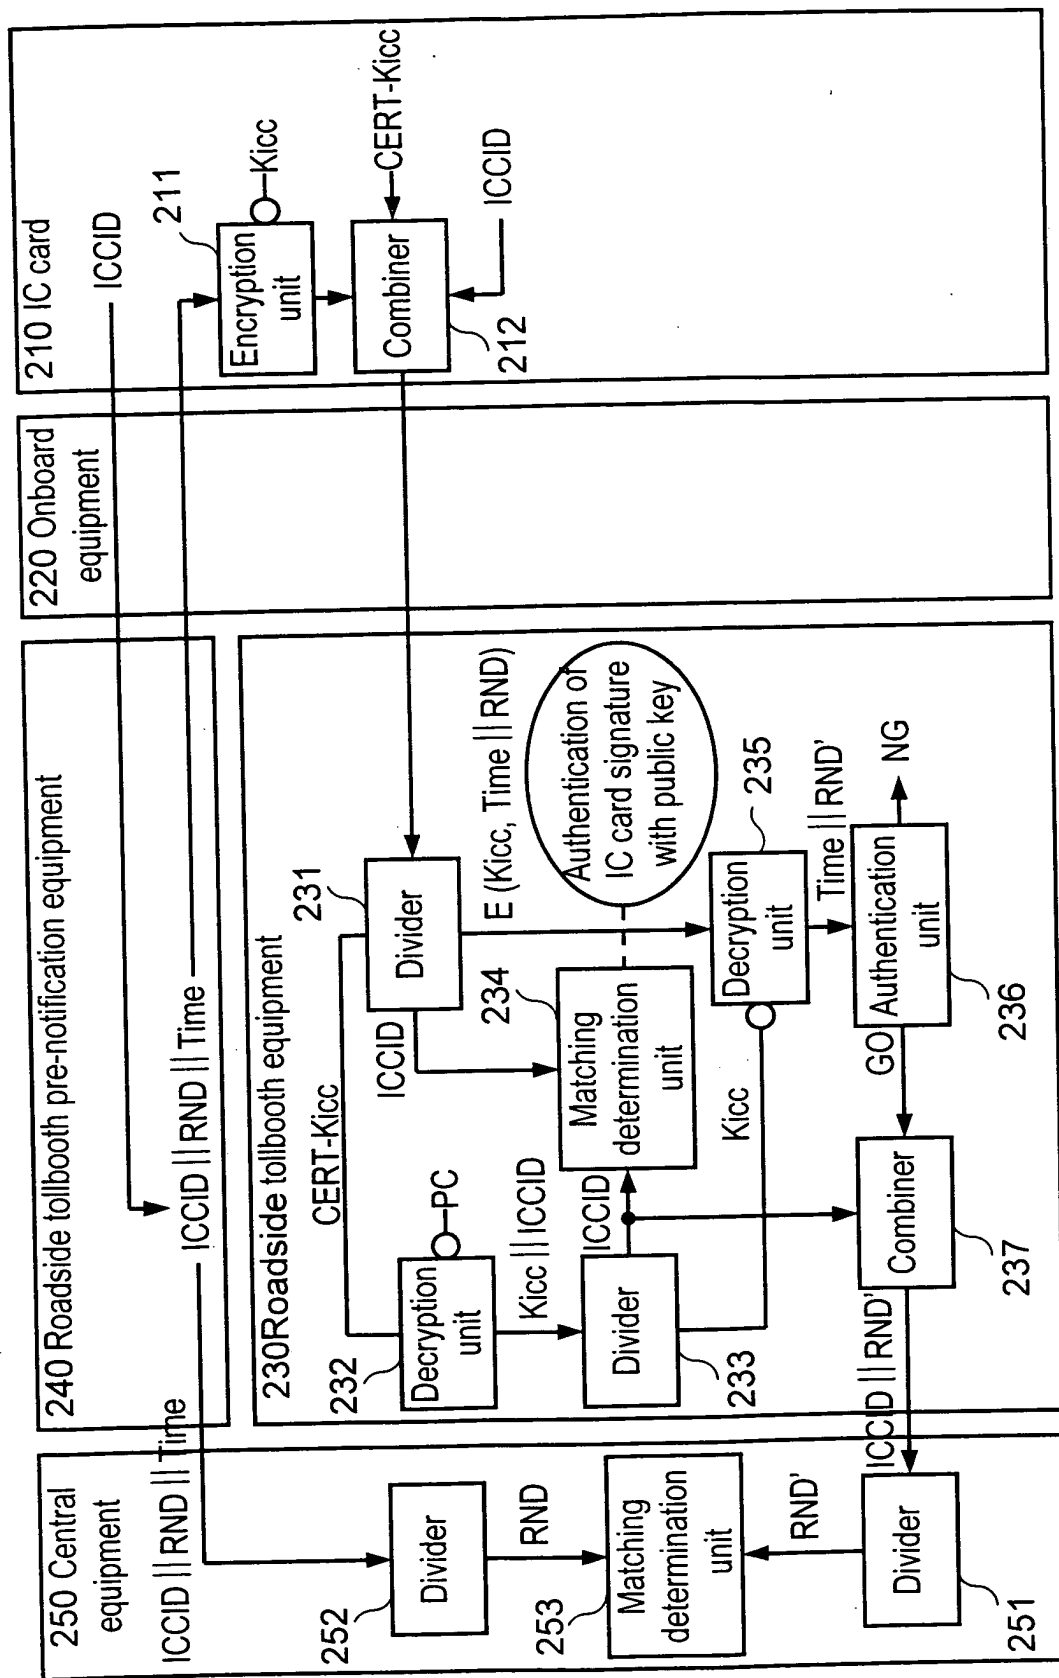 250 Central
equipment
ICCID || RND || Time
252
Divider
RND
253
Matching
determination
unit
RND'
Divider
251
240 Roadside tollbooth pre-notification equipment
ICCID || RND || Time
230Roadside tollbooth equipment
CERT-Kicc
232
Decryption
unit
PC
Kicc || ICCID
Divider
233
ICCID
231
Divider
ICCID
E (Kicc, Time || RND)
234
Matching
determination
unit
Authentication of
IC card signature
with public key
Kicc
235
Decryption
unit
Time || RND'
Authentication
unit
236
NG
GO
Combiner
237
ICCID || RND'
220 Onboard
equipment
210 IC card
ICCID
211
Encryption
unit
Kicc
Combiner
212
CERT-Kicc
ICCID